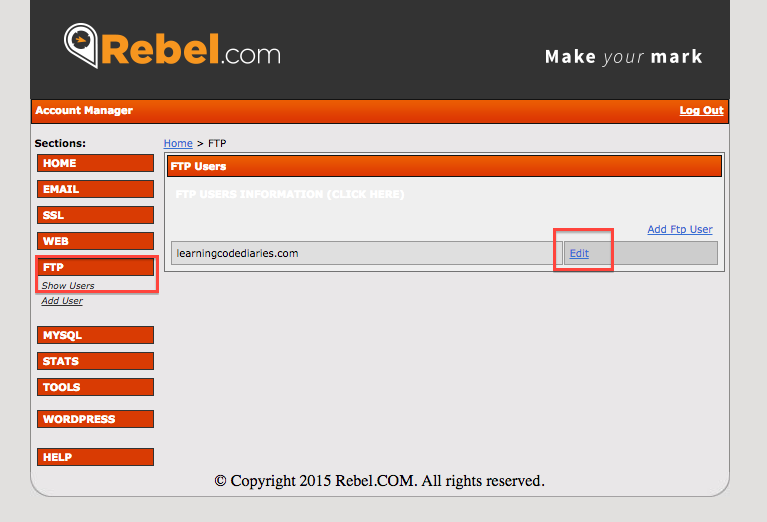 Rebel.com
Make your mark
Account Manager
Log Out
Sections:
Home > FTP
HOME
EMAIL
SSL
WEB
FTP
Show Users
Add User
MYSQL
STATS
TOOLS
WORDPRESS
HELP
FTP Users
FTP USERS INFORMATION (CLICK HERE)
Add Ftp User
learningcodediaries.com
Edit
© Copyright 2015 Rebel.COM. All rights reserved.